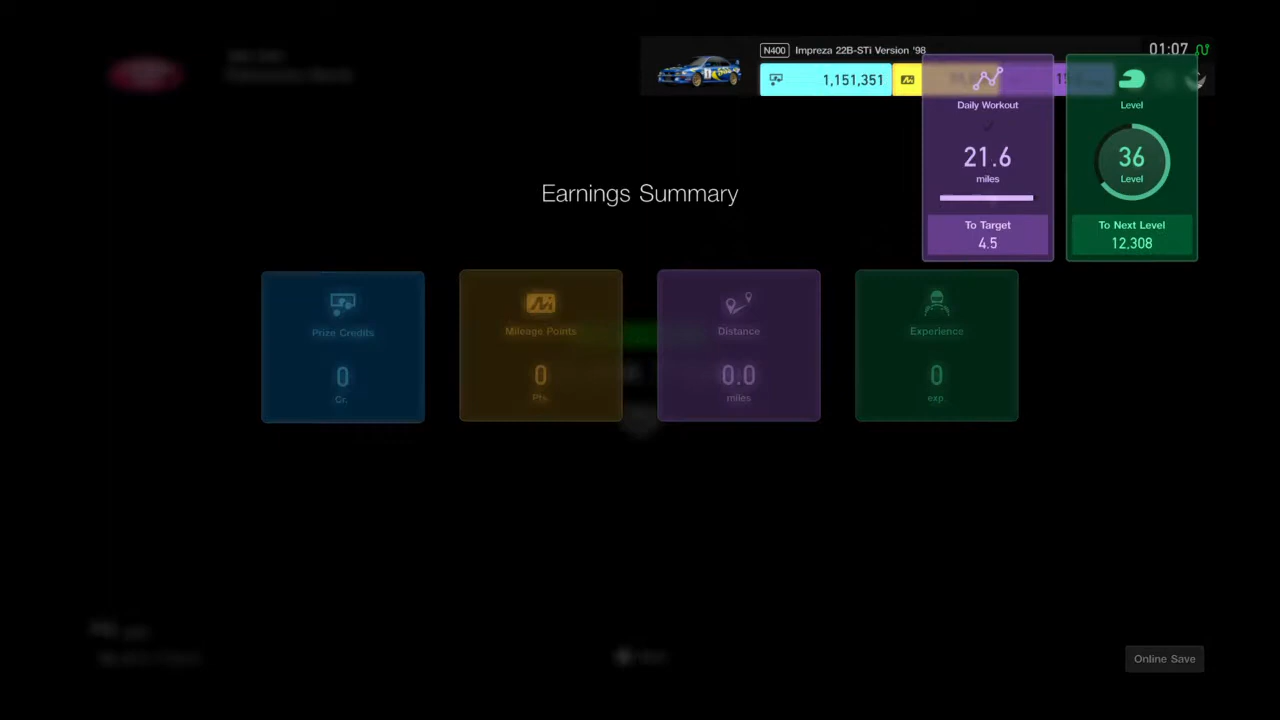 N400 Impreza 22B-STi Version '98
01:07
1,151,351
Daily Workout
21.6
miles
To Target
4.5
Level
36
Level
To Next Level
12,308
Earnings Summary
Prize Credits
0
Cr.
Mileage Points
0
Pts.
Distance
0.0
miles
Experience
0
exp.
Online Save